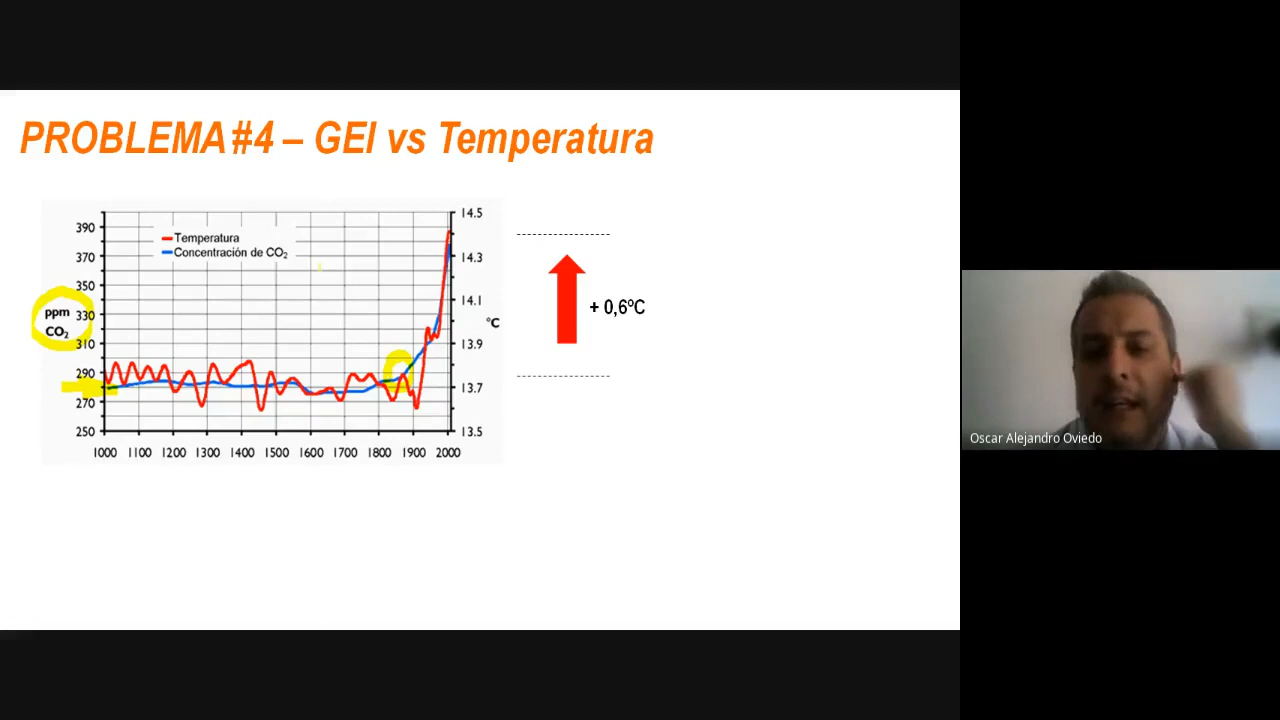 PROBLEMA #4 – GEI vs Temperatura
Temperatura
Concentración de CO₂
390
370
350
330
310
290
270
250
ppm
CO₂
14.5
14.3
14.1
13.9
13.7
13.5
°C
1000 1100 1200 1300 1400 1500 1600 1700 1800 1900 2000
+ 0,6ºC
Oscar Alejandro Oviedo